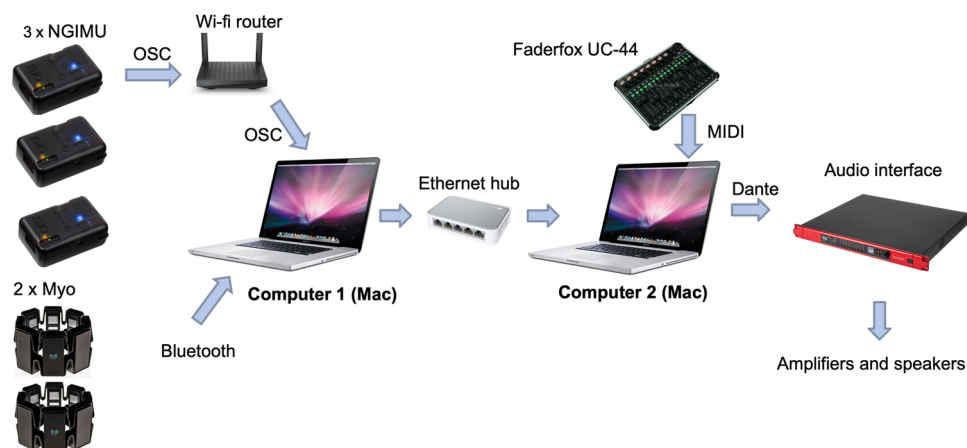 3 x NGIMU
OSC
Wi-fi router
OSC
Faderfox UC-44
MIDI
Ethernet hub
Dante
Audio interface
Computer 1 (Mac)
Computer 2 (Mac)
2 x Myo
Bluetooth
Amplifiers and speakers